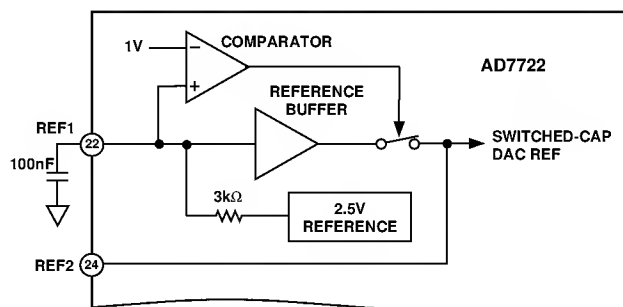 1V
−
+
COMPARATOR
AD7722
REFERENCE
BUFFER
REF1
22
100nF
SWITCHED-CAP
DAC REF
3kΩ
2.5V
REFERENCE
REF2
24